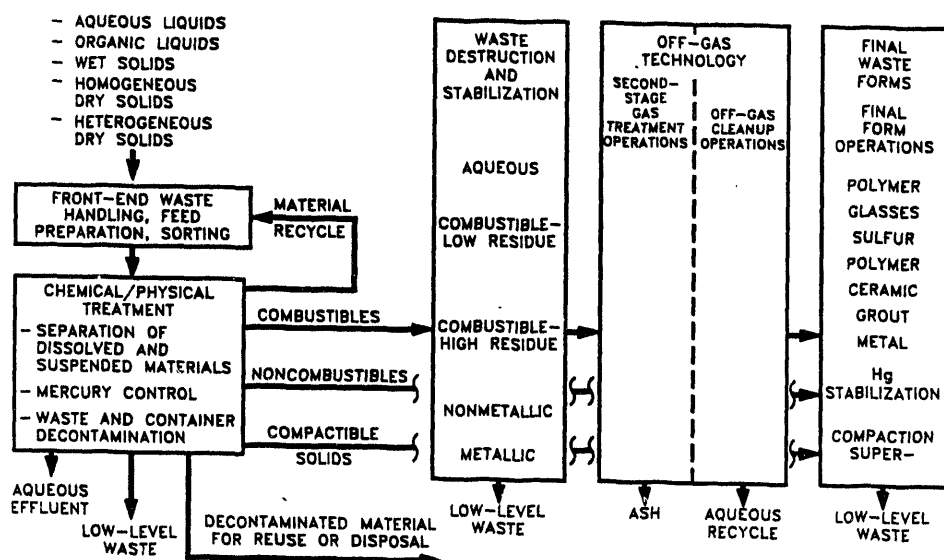 – AQUEOUS LIQUIDS
– ORGANIC LIQUIDS
– WET SOLIDS
– HOMOGENEOUS
DRY SOLIDS
– HETEROGENEOUS
DRY SOLIDS
FRONT–END WASTE
HANDLING, FEED
PREPARATION, SORTING
MATERIAL
RECYCLE
CHEMICAL/PHYSICAL
TREATMENT
– SEPARATION OF
DISSOLVED AND
SUSPENDED MATERIALS
– MERCURY CONTROL
– WASTE AND CONTAINER
DECONTAMINATION
AQUEOUS
EFFLUENT
LOW–LEVEL
WASTE
DECONTAMINATED MATERIAL
FOR REUSE OR DISPOSAL
COMBUSTIBLES
NONCOMBUSTIBLES
COMPACTIBLE
SOLIDS
WASTE
DESTRUCTION
AND
STABILIZATION
AQUEOUS
COMBUSTIBLE–
LOW RESIDUE
COMBUSTIBLE–
HIGH RESIDUE
NONMETALLIC
METALLIC
LOW–LEVEL
WASTE
OFF–GAS
TECHNOLOGY
SECOND–
STAGE
GAS
TREATMENT
OPERATIONS
OFF–GAS
CLEANUP
OPERATIONS
ASH
AQUEOUS
RECYCLE
FINAL
WASTE
FORMS
FINAL
FORM
OPERATIONS
POLYMER
GLASSES
SULFUR
POLYMER
CERAMIC
GROUT
METAL
Hg
STABILIZATION
COMPACTION
SUPER–
LOW–LEVEL
WASTE